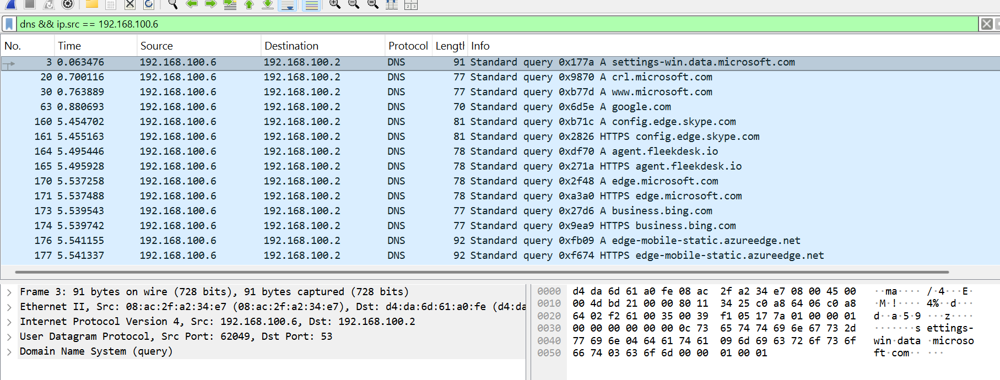 dns && ip.src == 192.168.100.6
No. Time Source Destination Protocol Length Info
3 0.063476 192.168.100.6 192.168.100.2 DNS 91 Standard query 0x177a A settings-win.data.microsoft.com
20 0.700116 192.168.100.6 192.168.100.2 DNS 77 Standard query 0x9870 A crl.microsoft.com
30 0.763889 192.168.100.6 192.168.100.2 DNS 77 Standard query 0xb77d A www.microsoft.com
63 0.880693 192.168.100.6 192.168.100.2 DNS 70 Standard query 0x6d5e A google.com
160 5.454702 192.168.100.6 192.168.100.2 DNS 81 Standard query 0xb71c A config.edge.skype.com
161 5.455163 192.168.100.6 192.168.100.2 DNS 81 Standard query 0x2826 HTTPS config.edge.skype.com
164 5.495446 192.168.100.6 192.168.100.2 DNS 78 Standard query 0xdf70 A agent.fleekdesk.io
165 5.495928 192.168.100.6 192.168.100.2 DNS 78 Standard query 0x271a HTTPS agent.fleekdesk.io
170 5.537258 192.168.100.6 192.168.100.2 DNS 78 Standard query 0x2f48 A edge.microsoft.com
171 5.537488 192.168.100.6 192.168.100.2 DNS 78 Standard query 0xa3a0 HTTPS edge.microsoft.com
173 5.539543 192.168.100.6 192.168.100.2 DNS 77 Standard query 0x27d6 A business.bing.com
174 5.539742 192.168.100.6 192.168.100.2 DNS 77 Standard query 0x9ea9 HTTPS business.bing.com
176 5.541155 192.168.100.6 192.168.100.2 DNS 92 Standard query 0xfb09 A edge-mobile-static.azureedge.net
177 5.541337 192.168.100.6 192.168.100.2 DNS 92 Standard query 0xf674 HTTPS edge-mobile-static.azureedge.net
Frame 3: 91 bytes on wire (728 bits), 91 bytes captured (728 bits)
Ethernet II, Src: 08:ac:2f:a2:34:e7 (08:ac:2f:a2:34:e7), Dst: d4:da:6d:61:a0:fe (d4:da
Internet Protocol Version 4, Src: 192.168.100.6, Dst: 192.168.100.2
User Datagram Protocol, Src Port: 62049, Dst Port: 53
Domain Name System (query)
0000 d4 da 6d 61 a0 fe 08 ac 2f a2 34 e7 08 00 45 00 ··ma···· /·4···E·
0010 00 4d bd 21 00 00 80 11 34 25 c0 a8 64 06 c0 a8 ·M·!···· 4%··d···
0020 64 02 f2 61 00 35 00 39 f1 05 17 7a 01 00 00 01 d··a·5·9 ···z····
0030 00 00 00 00 00 00 0c 73 65 74 74 69 6e 67 73 2d ·······s ettings-
0040 77 69 6e 04 64 61 74 61 09 6d 69 63 72 6f 73 6f win·data ·microso
0050 66 74 03 63 6f 6d 00 00 01 00 01 ft·com·· ···